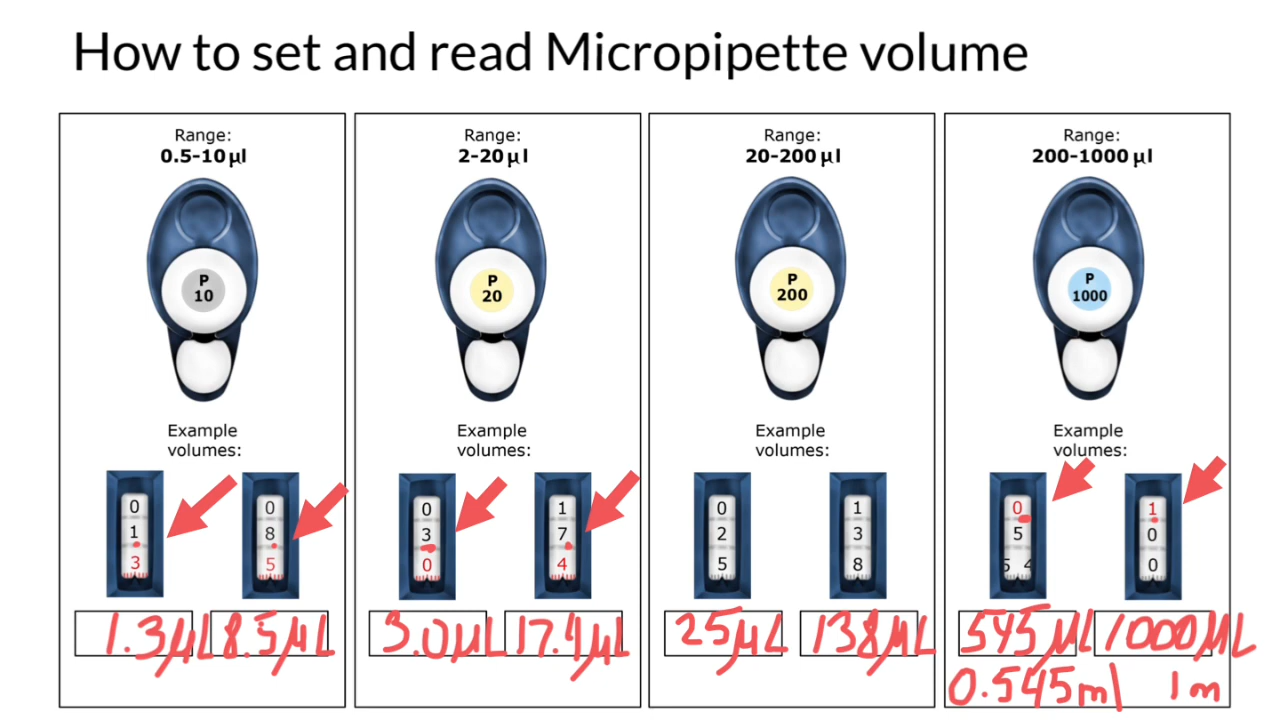 How to set and read Micropipette volume
Range:
0.5-10 µl
P
10
Example
volumes:
0
1
3
0
8
5
1.3µL
8.5µL
Range:
2-20 µl
P
20
Example
volumes:
0
3
0
1
7
4
3.0µL
17.4µL
Range:
20-200 µl
P
200
Example
volumes:
0
2
5
1
3
8
25µL
138µL
Range:
200-1000 µl
P
1000
Example
volumes:
0
5
5 4
1
0
0
545µL
1000µL
0.545ml
1m